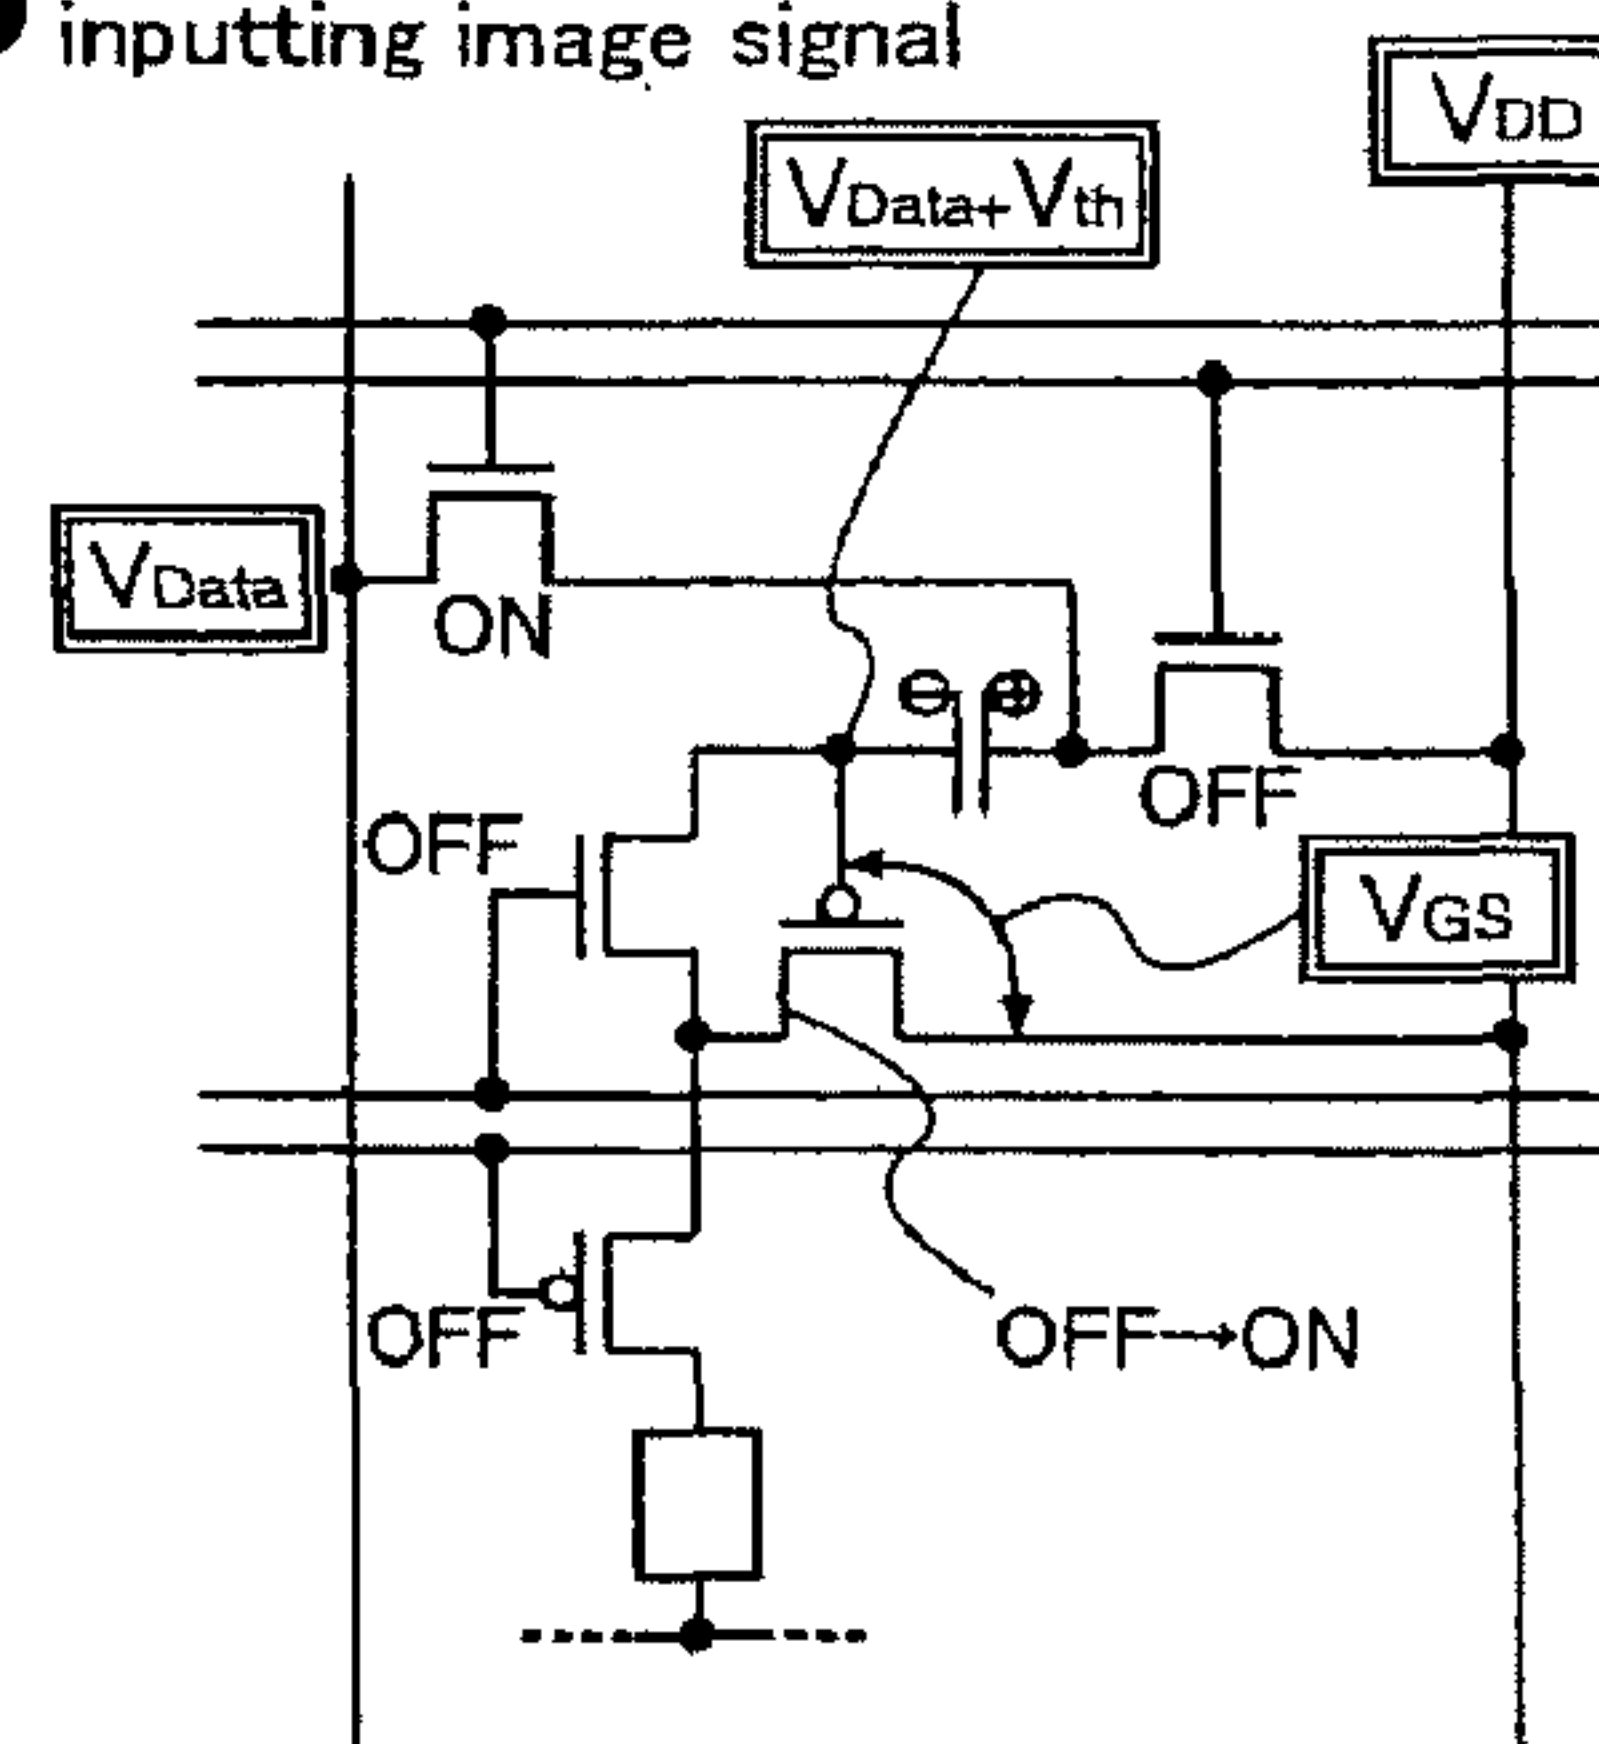 inputting image signal
VDD
VData+Vth
VData
ON
⊖ ⊕
OFF
OFF
VGS
OFF
OFF→ON